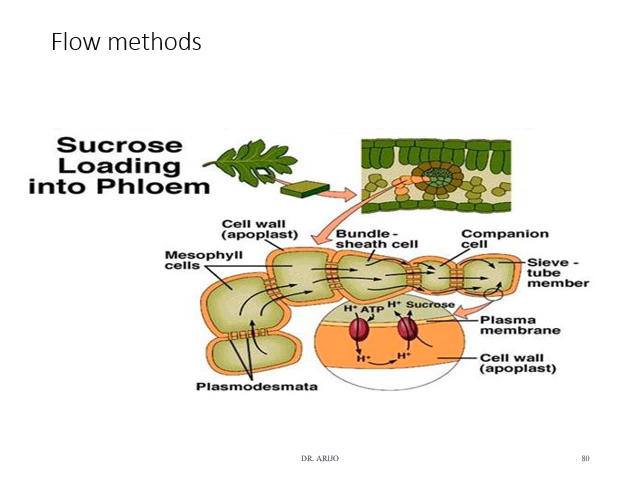 Flow methods
Sucrose
Loading
into Phloem
Cell wall
(apoplast)
Mesophyll
cells
Bundle-
sheath cell
Companion
cell
Sieve -
tube
member
H⁺ ATP
H⁺ Sucrose
Plasma
membrane
H⁺
H⁺
Cell wall
(apoplast)
Plasmodesmata
DR. ARIJO
80